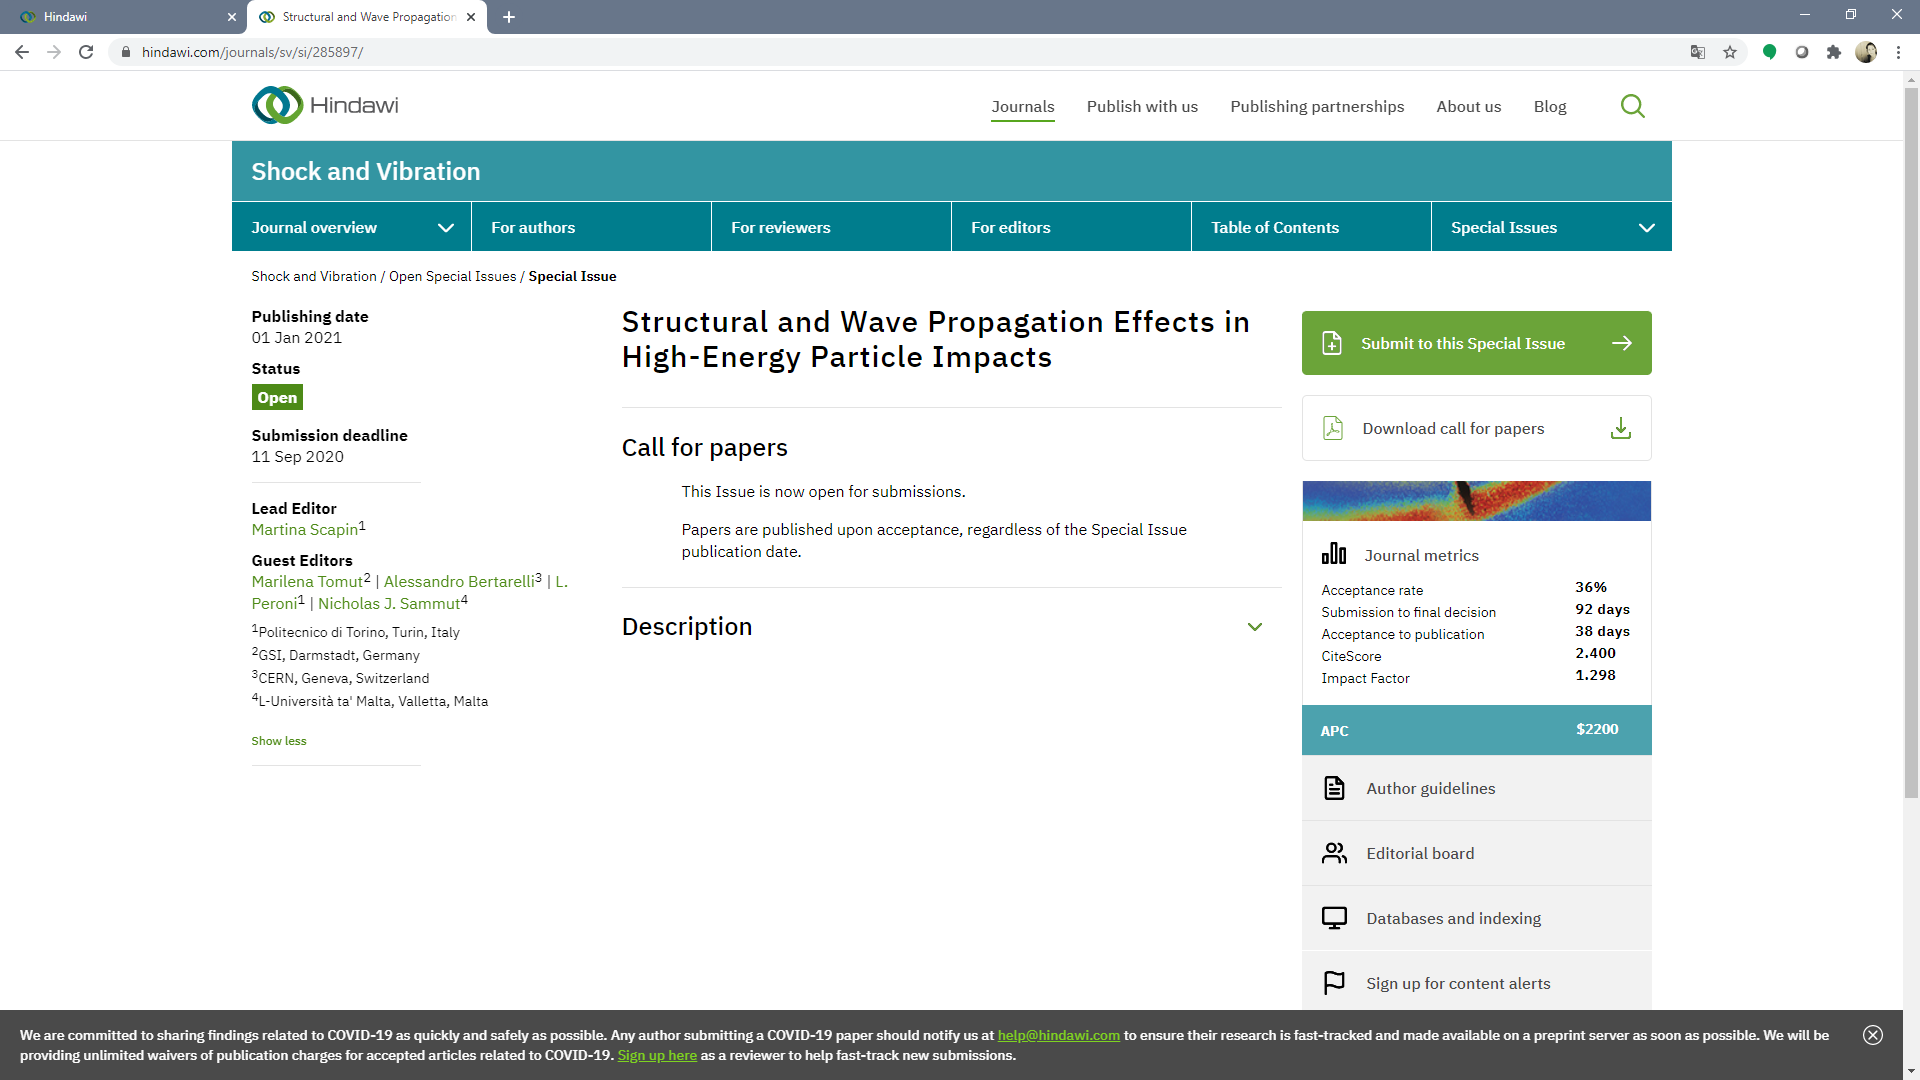 Hindawi
Structural and Wave Propagation
hindawi.com/journals/sv/si/285897/
Hindawi
Journals
Publish with us
Publishing partnerships
About us
Blog
Shock and Vibration
Journal overview
For authors
For reviewers
For editors
Table of Contents
Special Issues
Shock and Vibration / Open Special Issues / Special Issue
Publishing date
01 Jan 2021
Status
Open
Submission deadline
11 Sep 2020
Lead Editor
Martina Scapin1
Guest Editors
Marilena Tomut2 | Alessandro Bertarelli3 | L.
Peroni1 | Nicholas J. Sammut4
1Politecnico di Torino, Turin, Italy
2GSI, Darmstadt, Germany
3CERN, Geneva, Switzerland
4L-Università ta' Malta, Valletta, Malta
Show less
Structural and Wave Propagation Effects in
High-Energy Particle Impacts
Call for papers
This Issue is now open for submissions.
Papers are published upon acceptance, regardless of the Special Issue
publication date.
Description
Submit to this Special Issue
Download call for papers
Journal metrics
Acceptance rate 36%
Submission to final decision 92 days
Acceptance to publication 38 days
CiteScore 2.400
Impact Factor 1.298
APC $2200
Author guidelines
Editorial board
Databases and indexing
Sign up for content alerts
We are committed to sharing findings related to COVID-19 as quickly and safely as possible. Any author submitting a COVID-19 paper should notify us at help@hindawi.com to ensure their research is fast-tracked and made available on a preprint server as soon as possible. We will be
providing unlimited waivers of publication charges for accepted articles related to COVID-19. Sign up here as a reviewer to help fast-track new submissions.